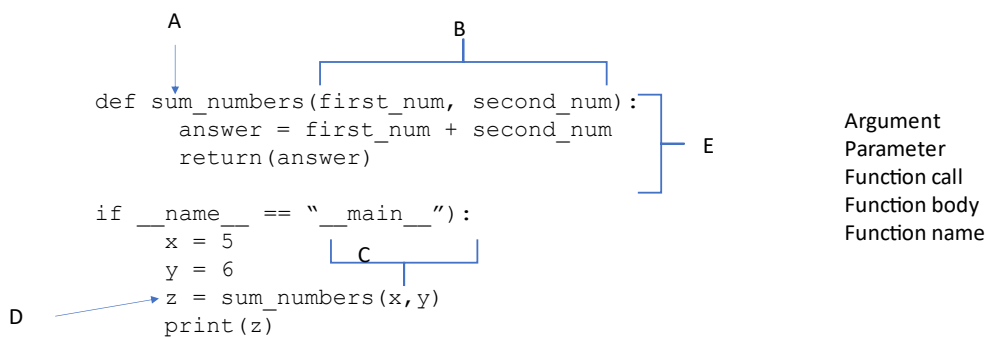 A
B
def sum_numbers(first_num, second_num):
answer = first_num + second_num
return(answer)
E
if __name__ == “__main__”):
x = 5
C
y = 6
z = sum_numbers(x,y)
D
print(z)
Argument
Parameter
Function call
Function body
Function name